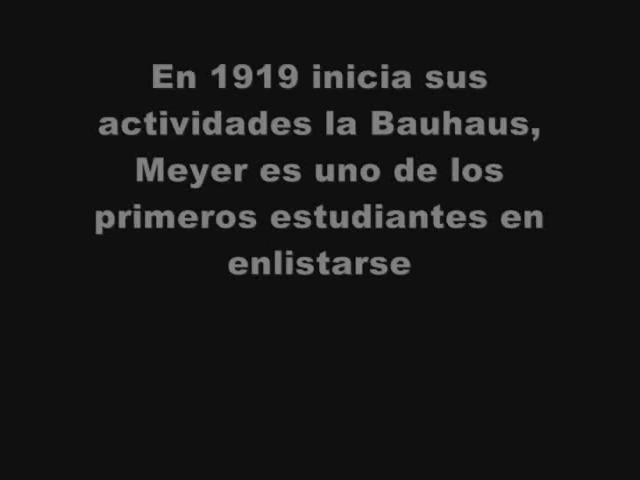 En 1919 inicia sus
actividades la Bauhaus,
Meyer es uno de los
primeros estudiantes en
enlistarse